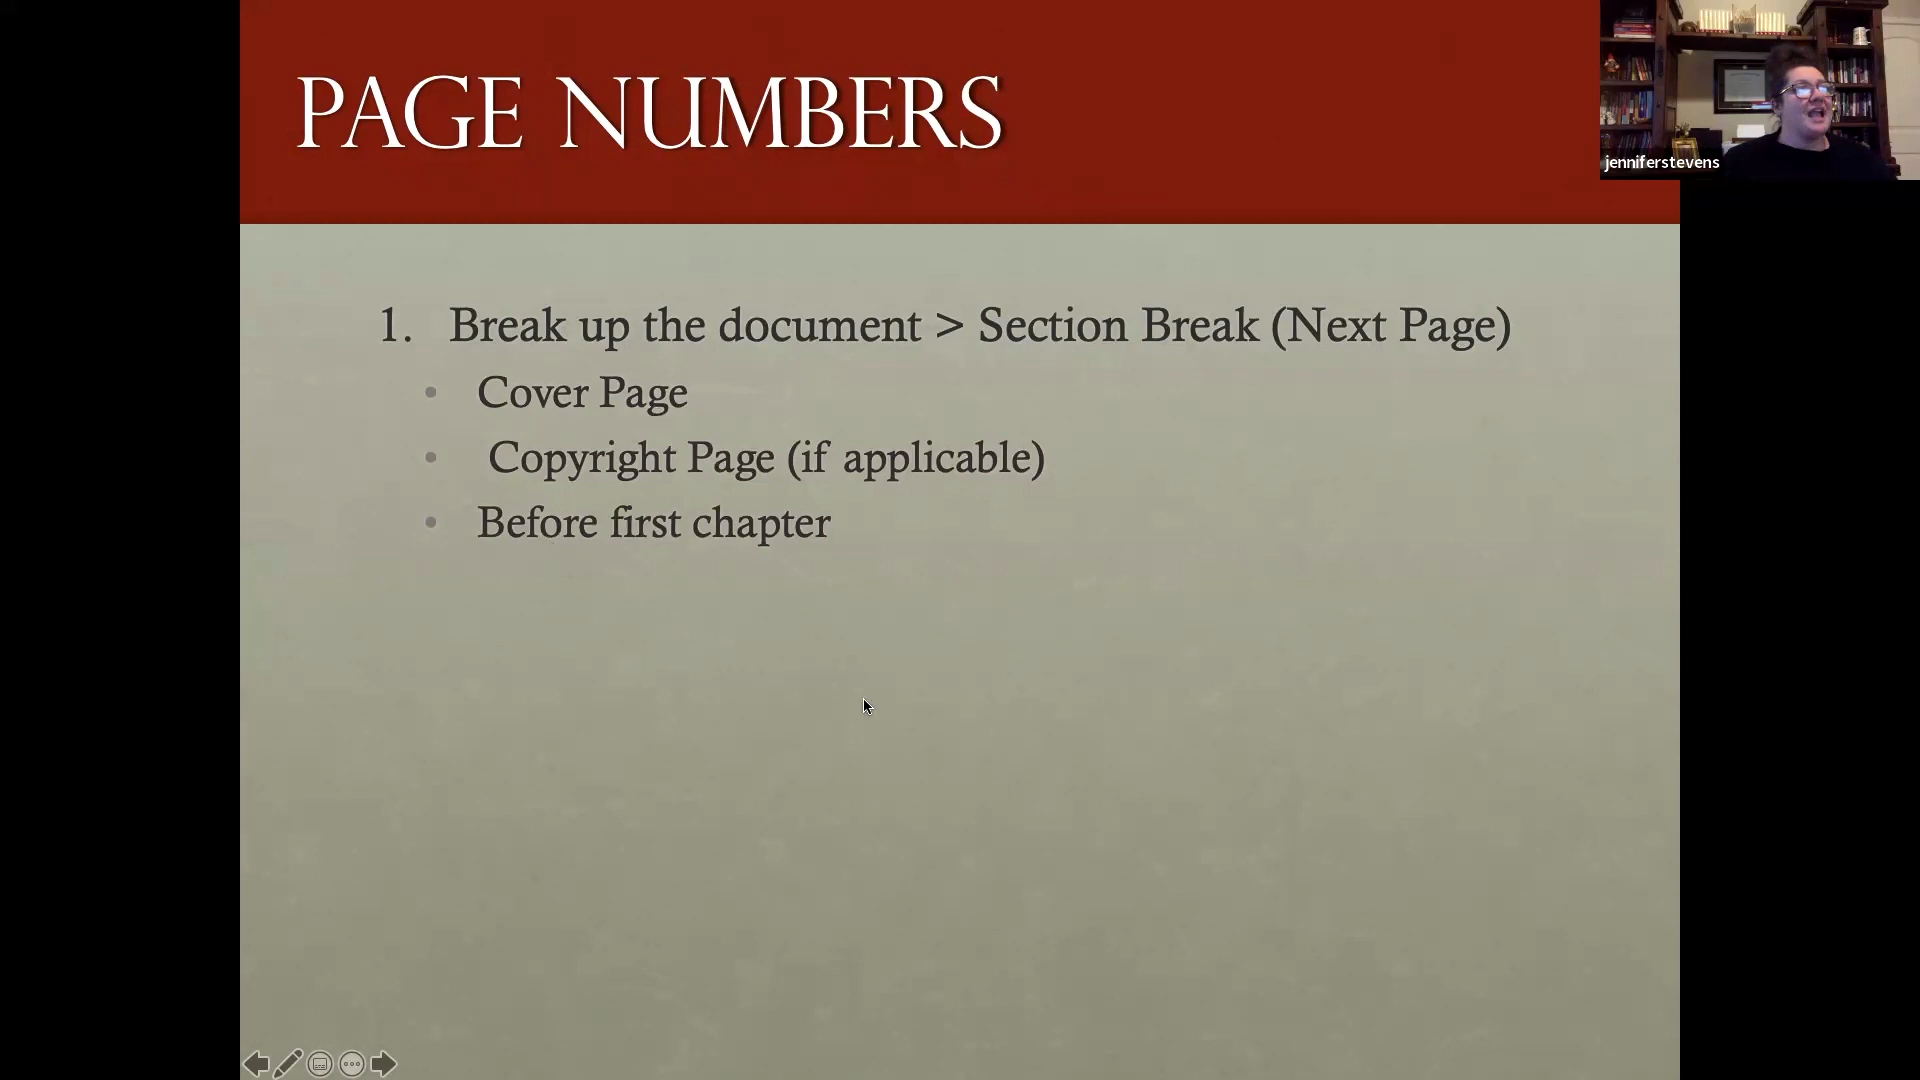 PAGE NUMBERS
jenniferstevens
1. Break up the document > Section Break (Next Page)
• Cover Page
• Copyright Page (if applicable)
• Before first chapter